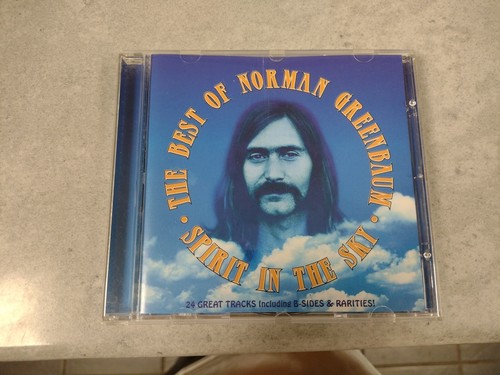 THE BEST OF NORMAN GREENBAUM
• SPIRIT IN THE SKY •
24 GREAT TRACKS Including B-SIDES & RARITIES!